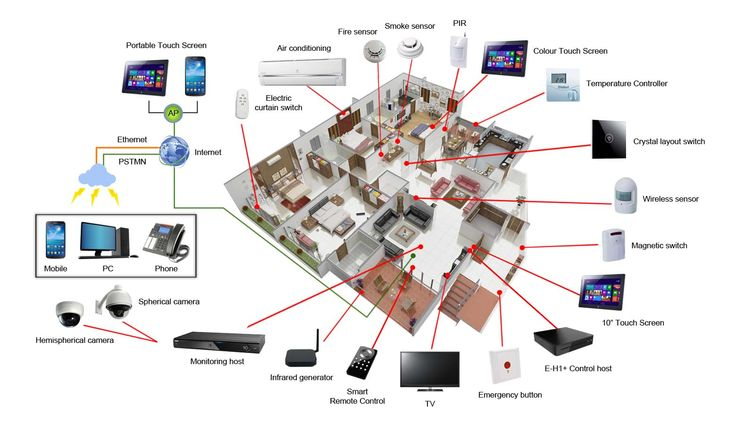 Portable Touch Screen
Air conditioning
Fire sensor
Smoke sensor
PIR
Colour Touch Screen
Temperature Controller
Electric
curtain switch
AP
Ethernet
PSTMN
Internet
Crystal layout switch
Wireless sensor
Magnetic switch
10" Touch Screen
Mobile
PC
Phone
Spherical camera
Hemispherical camera
Monitoring host
Infrared generator
Smart
Remote Control
TV
Emergency button
E-H1+ Control host